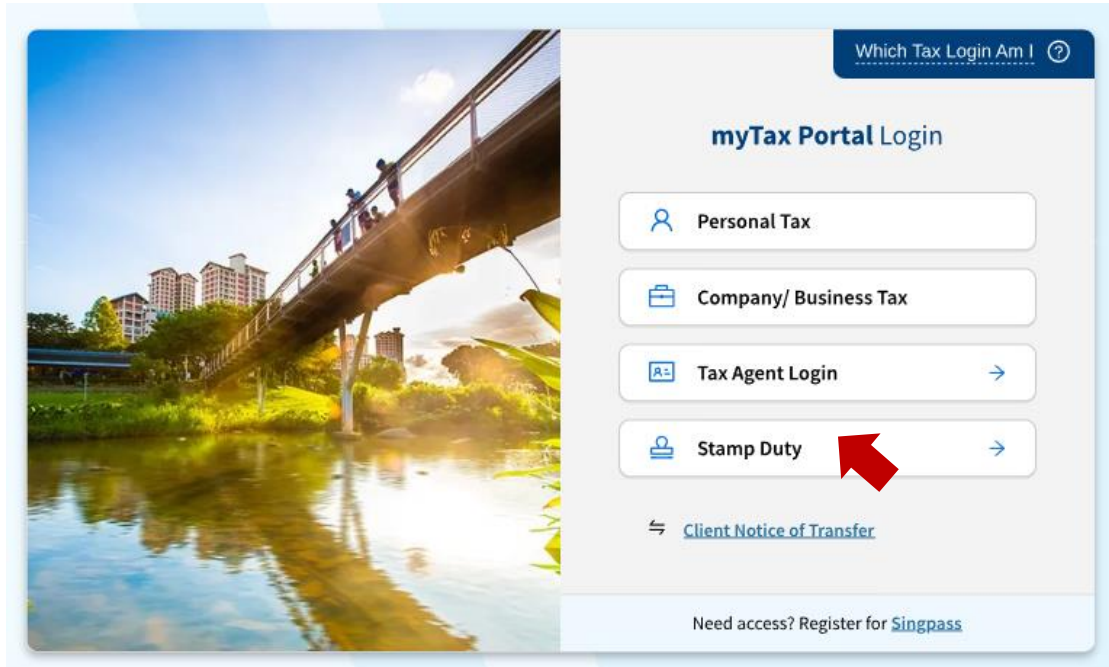 Which Tax Login Am I
myTax Portal Login
Personal Tax
Company/ Business Tax
Tax Agent Login
Stamp Duty
Client Notice of Transfer
Need access? Register for Singpass